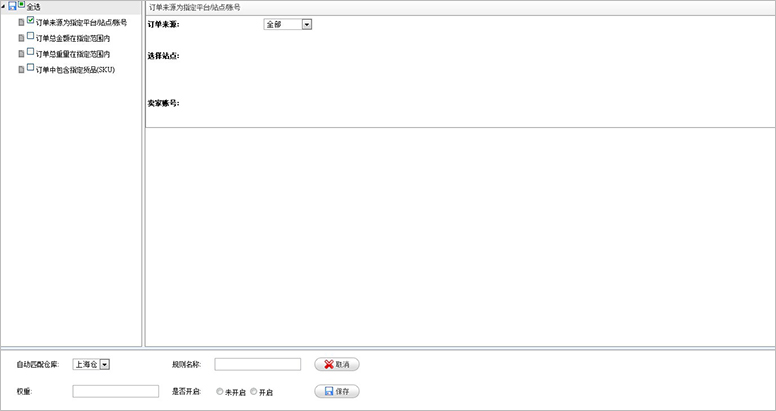 全选
订单来源为指定平台/站点/账号
订单总金额在指定范围内
订单总重量在指定范围内
订单中包含指定货品(SKU)
订单来源为指定平台/站点/账号
订单来源: 全部
选择站点:
卖家账号:
自动匹配仓库: 上海仓 规则名称: 取消
权重: 是否开启: 未开启 开启 保存